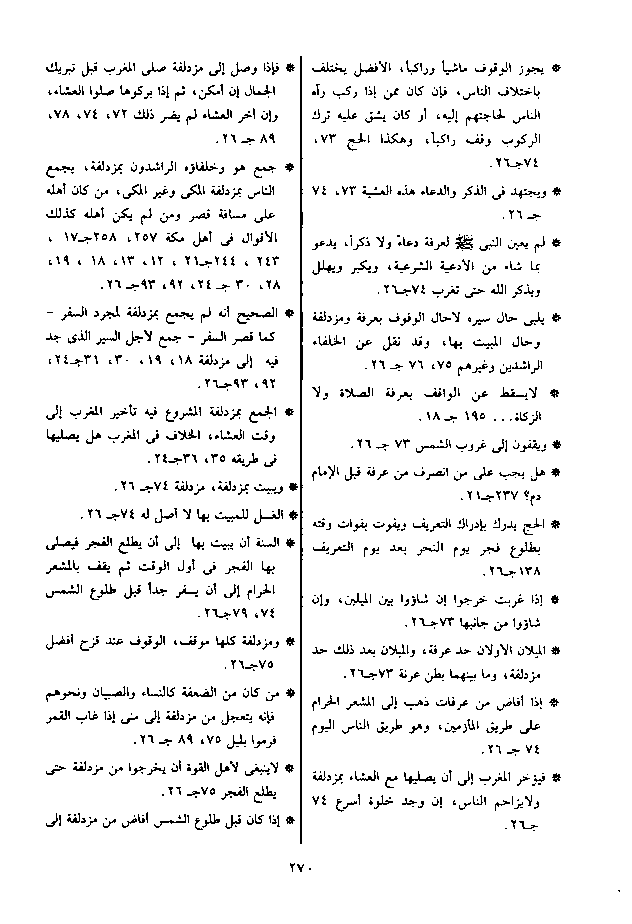 * يجوز الوقوف ماشياً وراكباً، الأفضل يختلف
باختلاف الناس، فإن كان ممن إذا ركب رآه
الناس لحاجتهم إليه، أو كان يشق عليه ترك
الركوب وقف راكباً، وهكذا الحج ٧٣،
٧٤جـ٢٦.
* ويجتهد فى الذكر والدعاء هذه العشية ٧٣، ٧٤
جـ ٢٦.
* لم يعين النبى ﷺ لعرفة دعاءً ولا ذكراً، يدعو
بما شاء من الأدعية الشرعية، ويكبر ويهلل
ويذكر الله حتى تغرب ٧٤جـ٢٦.
* يلبى حال سيره لاحال الوقوف بعرفة ومزدلفة
وحال المبيت بها، وقد نقل عن الخلفاء
الراشدين وغيرهم ٧٥، ٧٦ جـ ٢٦.
* لايسقط عن الواقف بعرفة الصلاة ولا
الزكاة... ١٩٥ جـ ١٨.
* ويقفون إلى غروب الشمس ٧٣ جـ ٢٦.
* هل يجب على من انصرف من عرفة قبل الإمام
دم؟ ٢٣٧جـ٢١.
* الحج يدرك بإدراك التعريف ويفوت بفوات وقته
بطلوع فجر يوم النحر بعد يوم التعريف
١٣٨جـ٢٦.
* إذا غربت خرجوا إن شاؤوا بين الميلين، وإن
شاؤوا من جانبها ٧٣جـ٢٦.
* الميلان الأولان حد عرفة، والميلان بعد ذلك حد
مزدلفة، وما بينهما بطن عرنة ٧٣جـ٢٦.
* إذا أفاض من عرفات ذهب إلى المشعر الحرام
على طريق المأزمين، وهو طريق الناس اليوم
٧٤ جـ ٢٦.
* فيؤخر المغرب إلى أن يصليها مع العشاء بمزدلفة
ولايزاحم الناس، إن وجد خلوة أسرع ٧٤
جـ٢٦.
* فإذا وصل إلى مزدلفة صلى المغرب قبل تبريك
الجمال إن أمكن، ثم إذا بركوها صلوا العشاء،
وإن أخر العشاء لم يضر ذلك ٧٢، ٧٤، ٧٨،
٨٩ جـ ٢٦.
* جمع هو وخلفاؤه الراشدون بمزدلفة، يجمع
الناس بمزدلفة المكى وغير المكى، من كان أهله
على مسافة قصر ومن لم يكن أهله كذلك
الأقوال فى أهل مكة ٢٥٧، ٢٥٨جـ١٧ ،
٢٤٣ ، ٢٤٤جـ٢١ ، ١٢، ١٣، ١٨ ، ١٩،
٢٨، ٣٠ جـ ٢٤، ٩٢، ٩٣جـ ٢٦.
* الصحيح أنه لم يجمع بمزدلفة لمجرد السفر -
كما قصر السفر - جمع لأجل السير الذى جد
فيه إلى مزدلفة ١٨، ١٩، ٣٠، ٣٦جـ٢٤،
٩٢، ٩٣جـ٢٦.
* الجمع بمزدلفة المشروع فيه تأخير المغرب إلى
وقت العشاء، الخلاف فى المغرب هل يصليها
فى طريقه ٣٥، ٣٦جـ٢٤.
* ويبيت بمزدلفة، مزدلفة ٧٤جـ ٢٦.
* الغسل للمبيت بها لا أصل له ٧٤جـ ٢٦.
* السنة أن يبيت بها إلى أن يطلع الفجر فيصلى
بها الفجر فى أول الوقت ثم يقف بالمشعر
الحرام إلى أن يسفر جداً قبل طلوع الشمس
٧٤، ٧٩جـ٢٦.
* ومزدلفة كلها موقف، الوقوف عند قزح أفضل
٧٥جـ٢٦.
* من كان من الضعفة كالنساء والصبيان ونحوهم
فإنه يتعجل من مزدلفة إلى منى إذا غاب القمر
فرموا بليل ٧٥، ٨٩ جـ ٢٦.
* لاينبغى لأهل القوة أن يخرجوا من مزدلفة حتى
يطلع الفجر ٧٥جـ ٢٦.
* إذا كان قبل طلوع الشمس أفاض من مزدلفة إلى
٢٧٠